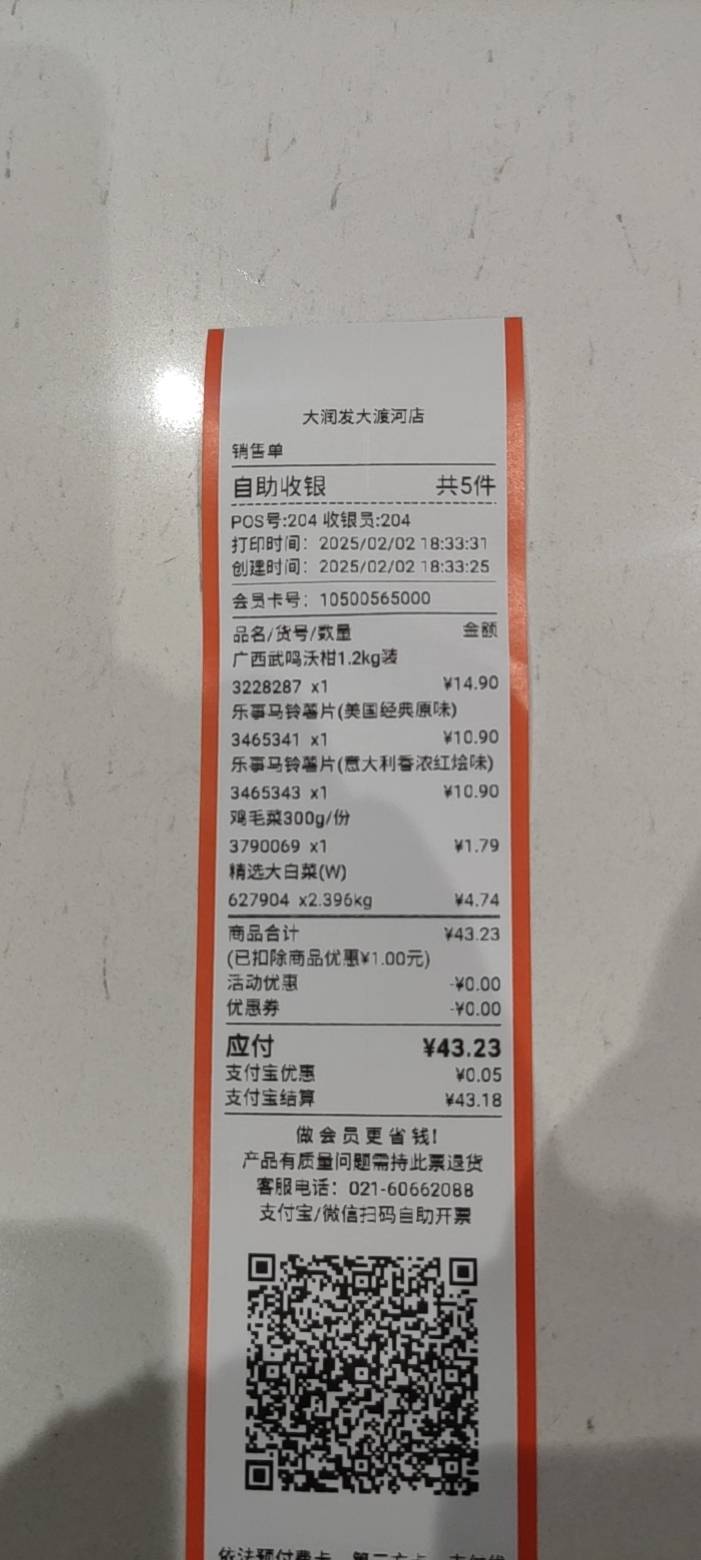 大润发大渡河店
销售单
自助收银 共5件
POS号:204 收银员:204
打印时间: 2025/02/02 18:33:31
创建时间: 2025/02/02 18:33:25
会员卡号: 10500565000
品名/货号/数量 金额
广西武鸣沃柑1.2kg装
3228287 x1 ¥14.90
乐事马铃薯片(美国经典原味)
3465341 x1 ¥10.90
乐事马铃薯片(意大利香浓红烩味)
3465343 x1 ¥10.90
鸡毛菜300g/份
3790069 x1 ¥1.79
精选大白菜(W)
627904 x2.396kg ¥4.74
商品合计 ¥43.23
(已扣除商品优惠¥1.00元)
活动优惠 -¥0.00
优惠券 -¥0.00
应付 ¥43.23
支付宝优惠 ¥0.05
支付宝结算 ¥43.18
做会员更省钱!
产品有质量问题需持此票退货
客服电话: 021-60662088
支付宝/微信扫码自助开票
依法预付费卡